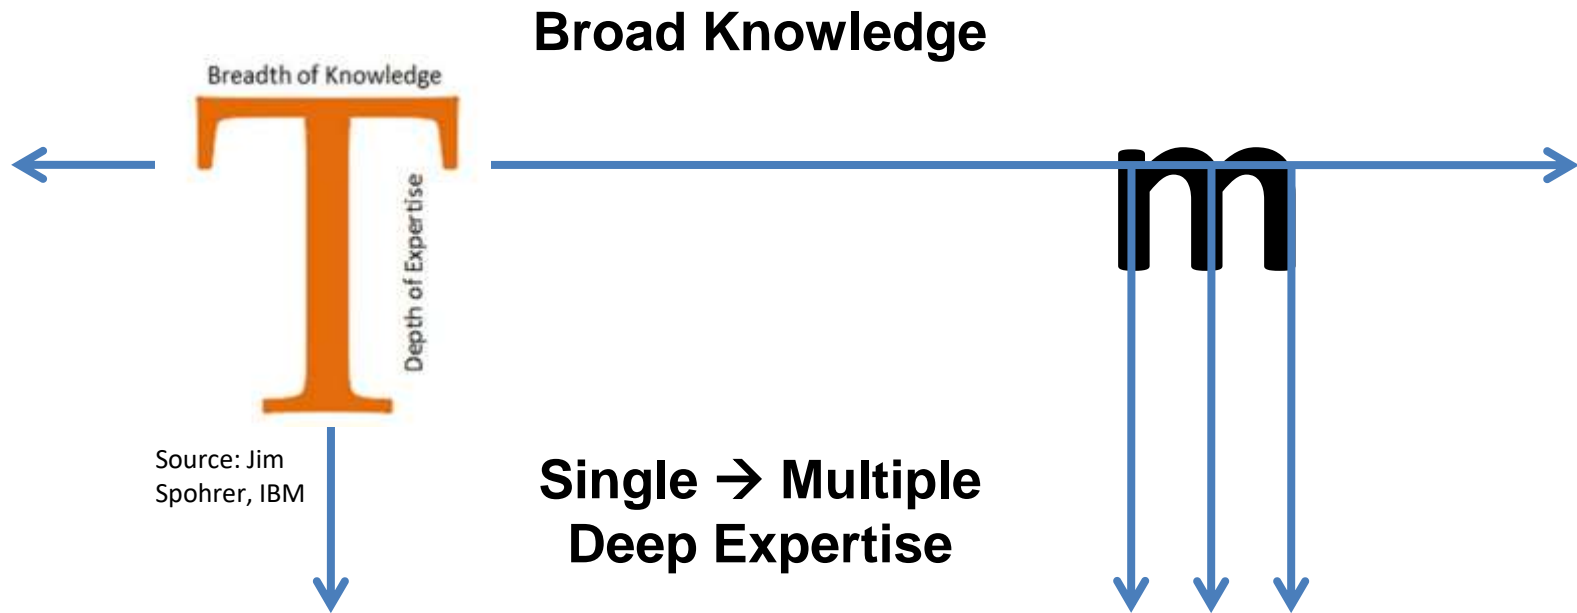 Broad Knowledge
Breadth of Knowledge
T
Depth of Expertise
m
Source: Jim
Spohrer, IBM
Single → Multiple
Deep Expertise